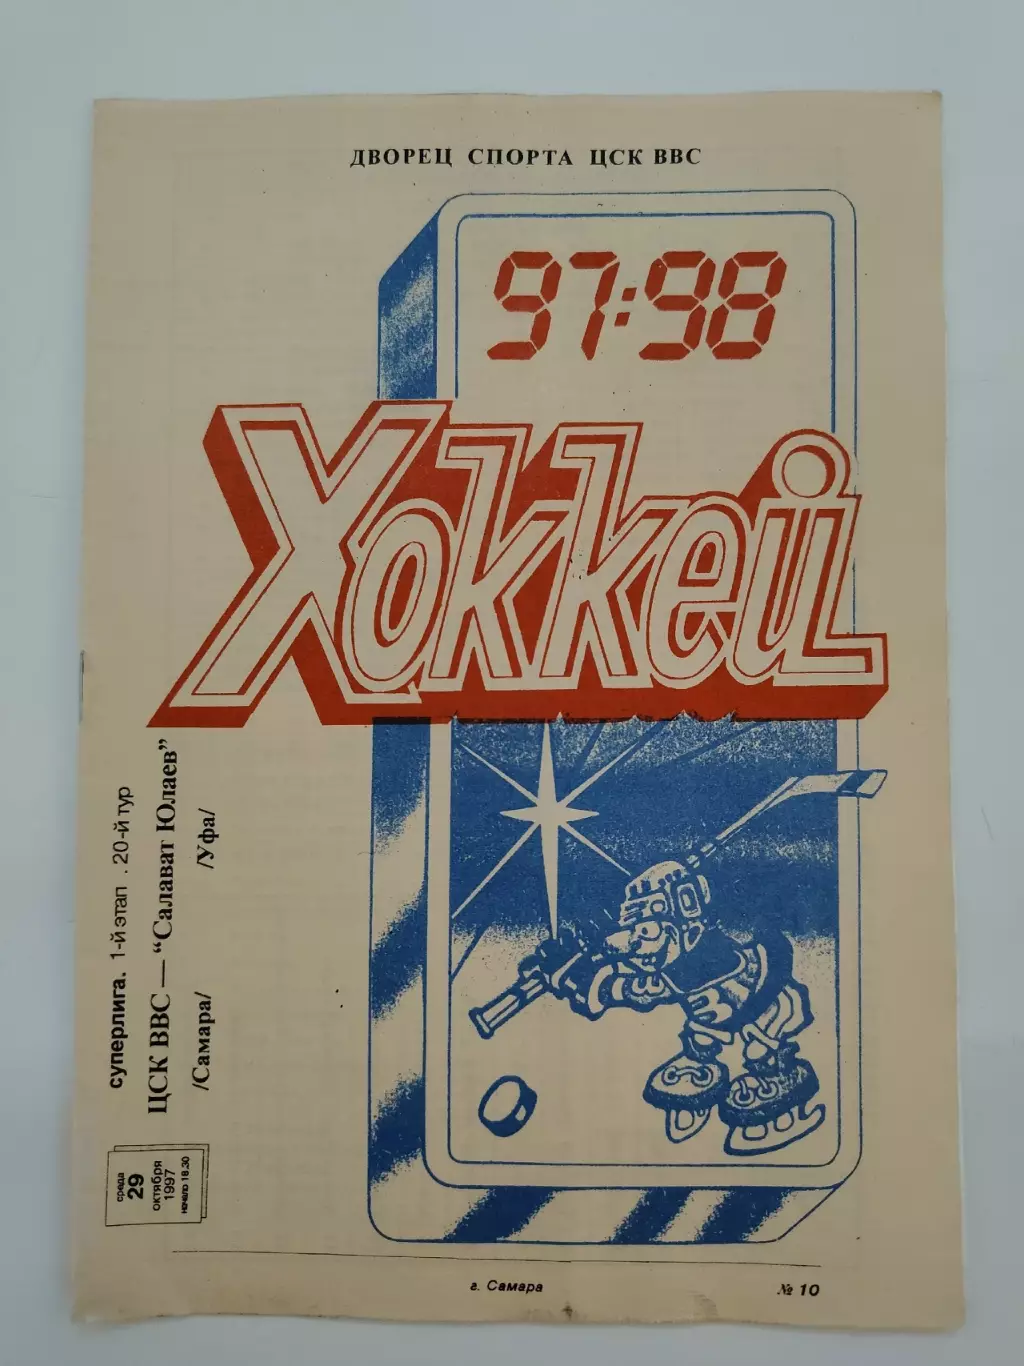 ДВОРЕЦ СПОРТА ЦСК ВВС
97:98
Хоккей
суперлига. 1-й этап . 20-й тур
ЦСК ВВС — “Салават Юлаев”
/Самара/ /Уфа/
среда
29
октября
1997
начало 18.30
г. Самара
№ 10